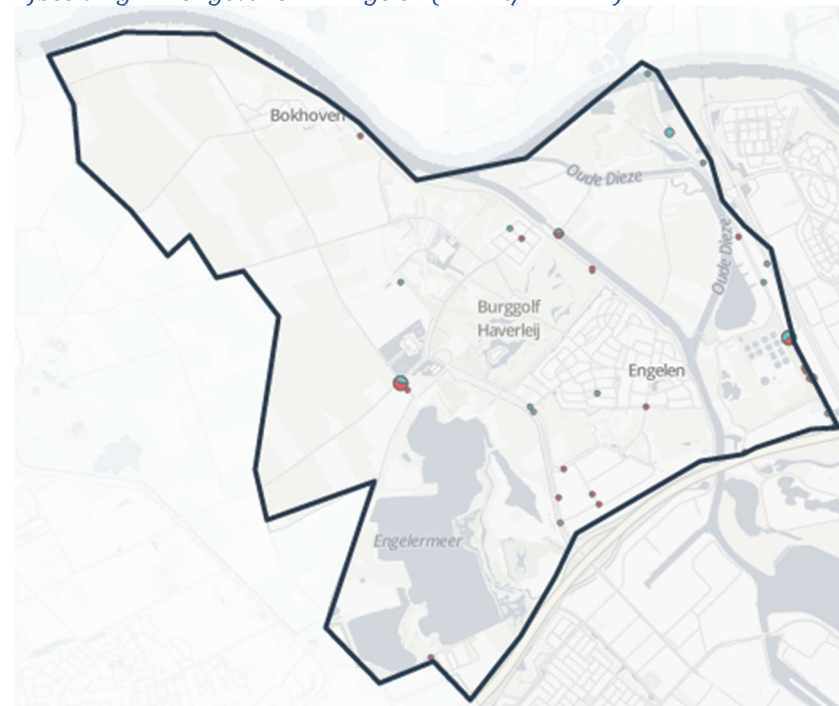 Bokhoven
Oude Dieze
Oude Dieze
Burggolf
Haverleij
Engelen
Engelermeer